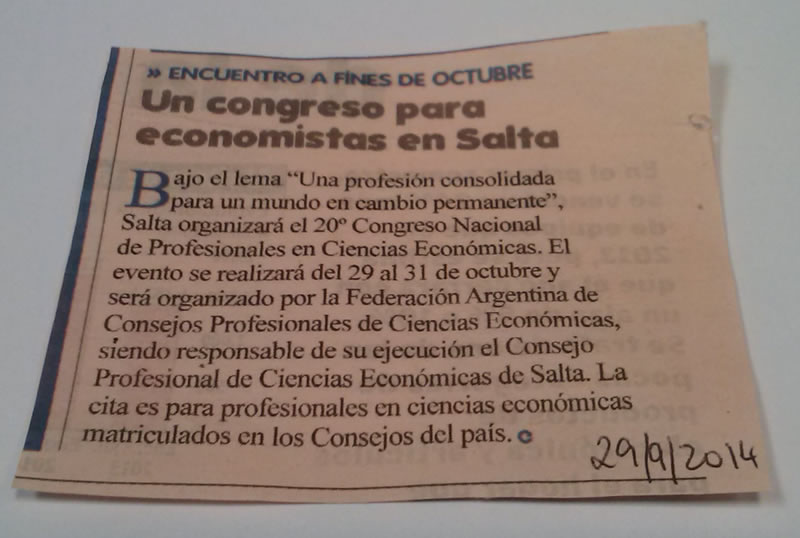 » ENCUENTRO A FINES DE OCTUBRE
Un congreso para
economistas en Salta
Bajo el lema “Una profesión consolidada
para un mundo en cambio permanente”,
Salta organizará el 20º Congreso Nacional
de Profesionales en Ciencias Económicas. El
evento se realizará del 29 al 31 de octubre y
será organizado por la Federación Argentina de
Consejos Profesionales de Ciencias Económicas,
siendo responsable de su ejecución el Consejo
Profesional de Ciencias Económicas de Salta. La
cita es para profesionales en ciencias económicas
matriculados en los Consejos del país.
29/9/2014